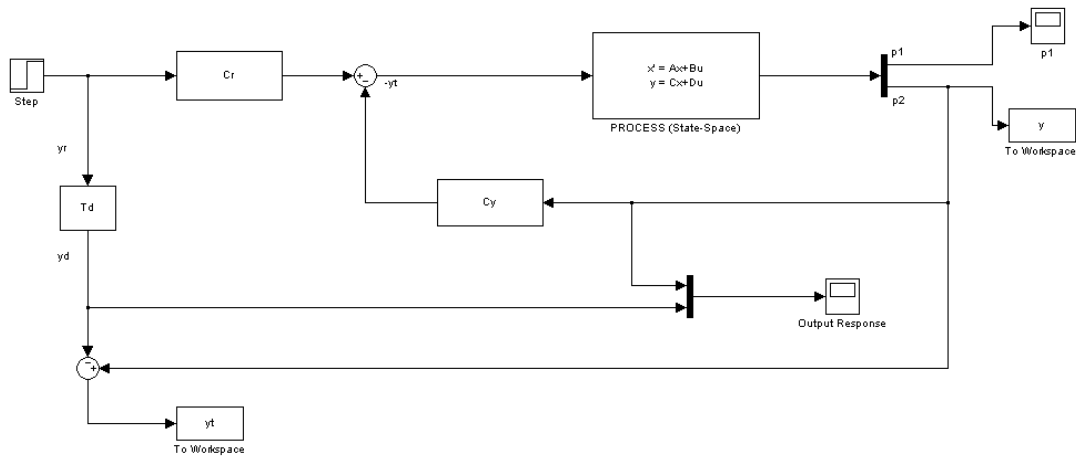 p1
p1
Step
Cr
+
-
-yt
x' = Ax+Bu
y = Cx+Du
PROCESS (State-Space)
p2
y
To Workspace
yr
Td
Cy
yd
Output Response
-
+
yt
To Workspace